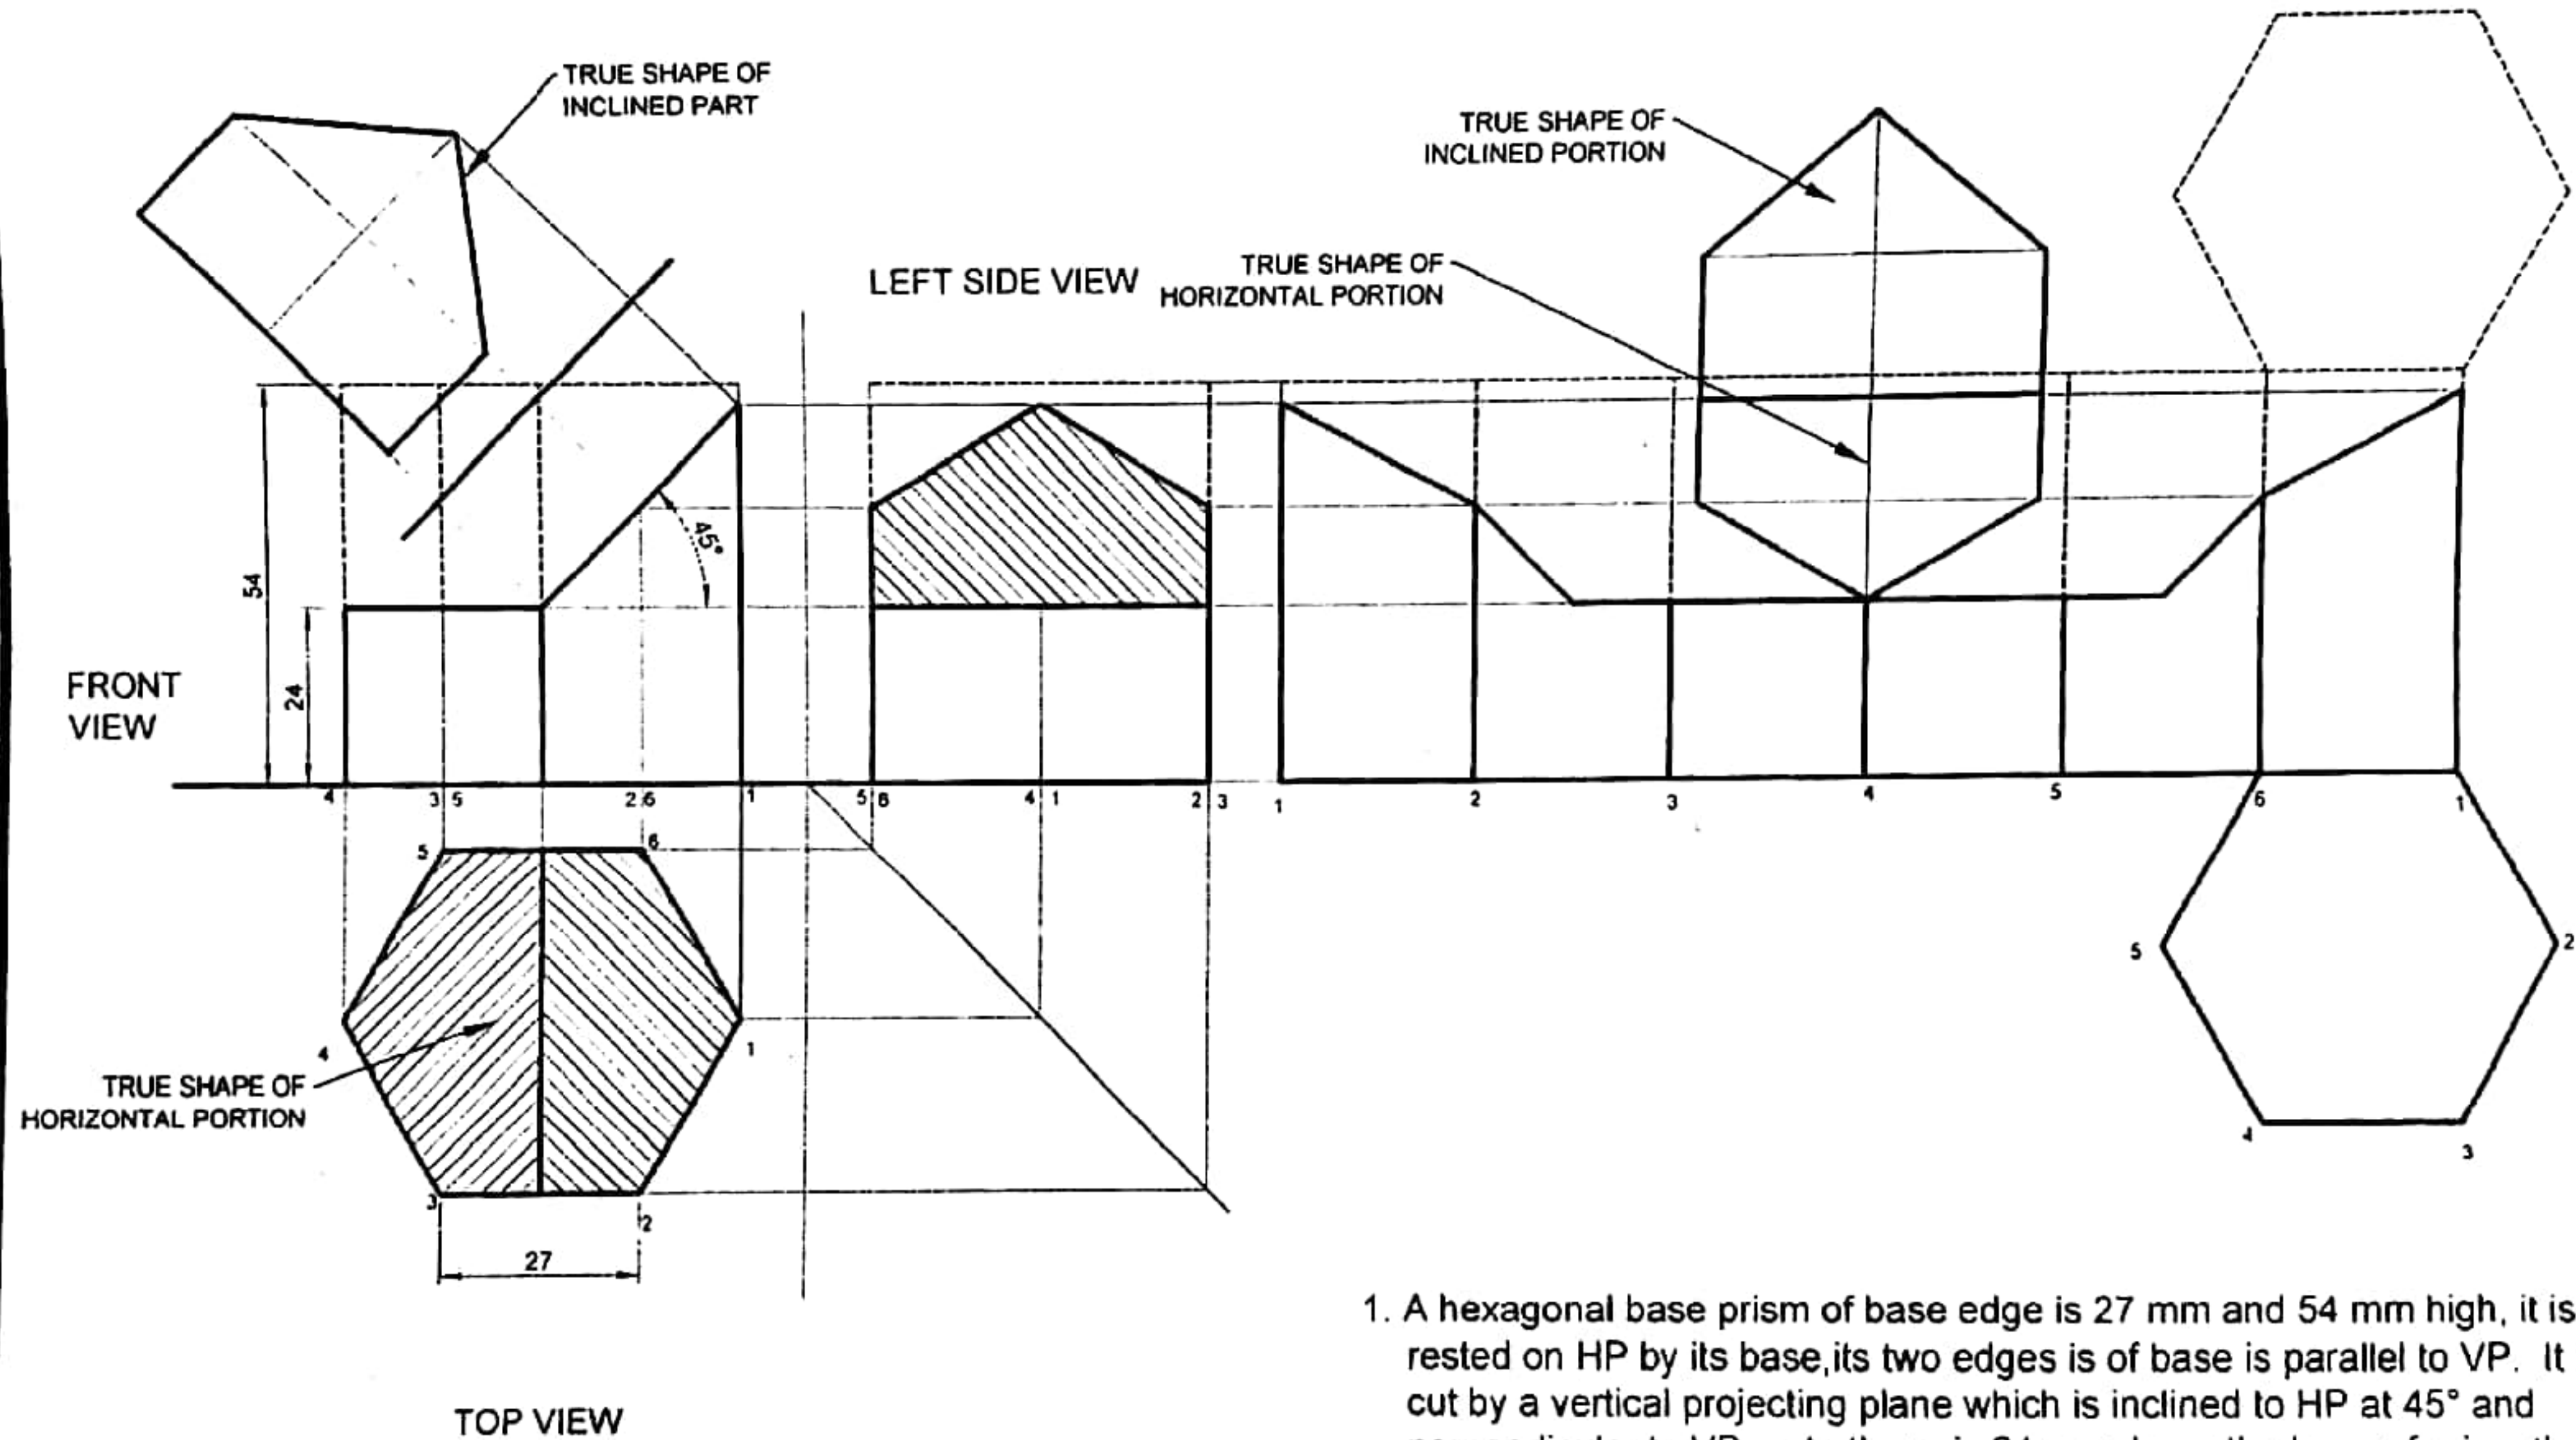 TRUE SHAPE OF
INCLINED PART
TRUE SHAPE OF
INCLINED PORTION
LEFT SIDE VIEW
TRUE SHAPE OF
HORIZONTAL PORTION
45°
54
24
FRONT
VIEW
4 3 5 2 6 1 5 6 4 1 2 3 1 2 3 4 5 6 1
5 6
5 2
4 1
TRUE SHAPE OF
HORIZONTAL PORTION
4 3
3 2
27
1. A hexagonal base prism of base edge is 27 mm and 54 mm high, it is
rested on HP by its base,its two edges is of base is parallel to VP. It
cut by a vertical projecting plane which is inclined to HP at 45° and
TOP VIEW